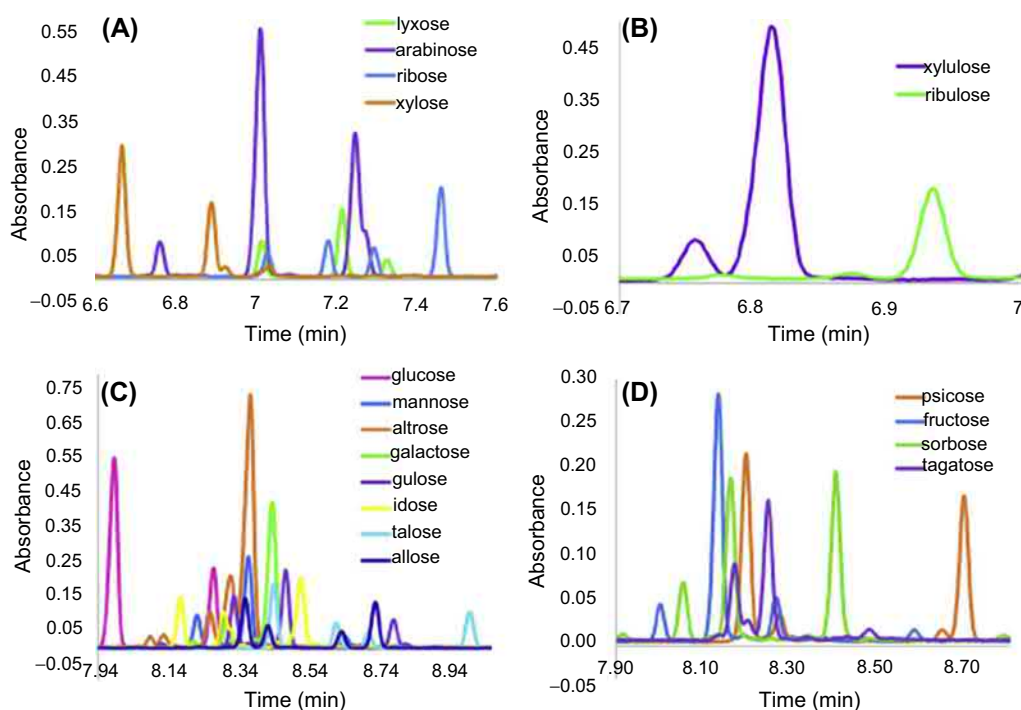 (A)
0.55
0.45
0.35
0.25
0.15
0.05
−0.05
Absorbance
6.6 6.8 7 7.2 7.4 7.6
Time (min)
lyxose
arabinose
ribose
xylose
(B)
0.45
0.35
0.25
0.15
0.05
−0.05
Absorbance
6.7 6.8 6.9 7
Time (min)
xylulose
ribulose
(C)
0.75
0.65
0.55
0.45
0.35
0.25
0.15
0.05
−0.05
Absorbance
7.94 8.14 8.34 8.54 8.74 8.94
Time (min)
glucose
mannose
altrose
galactose
gulose
idose
talose
allose
(D)
0.30
0.25
0.20
0.15
0.10
0.05
0.00
−0.05
Absorbance
7.90 8.10 8.30 8.50 8.70
Time (min)
psicose
fructose
sorbose
tagatose